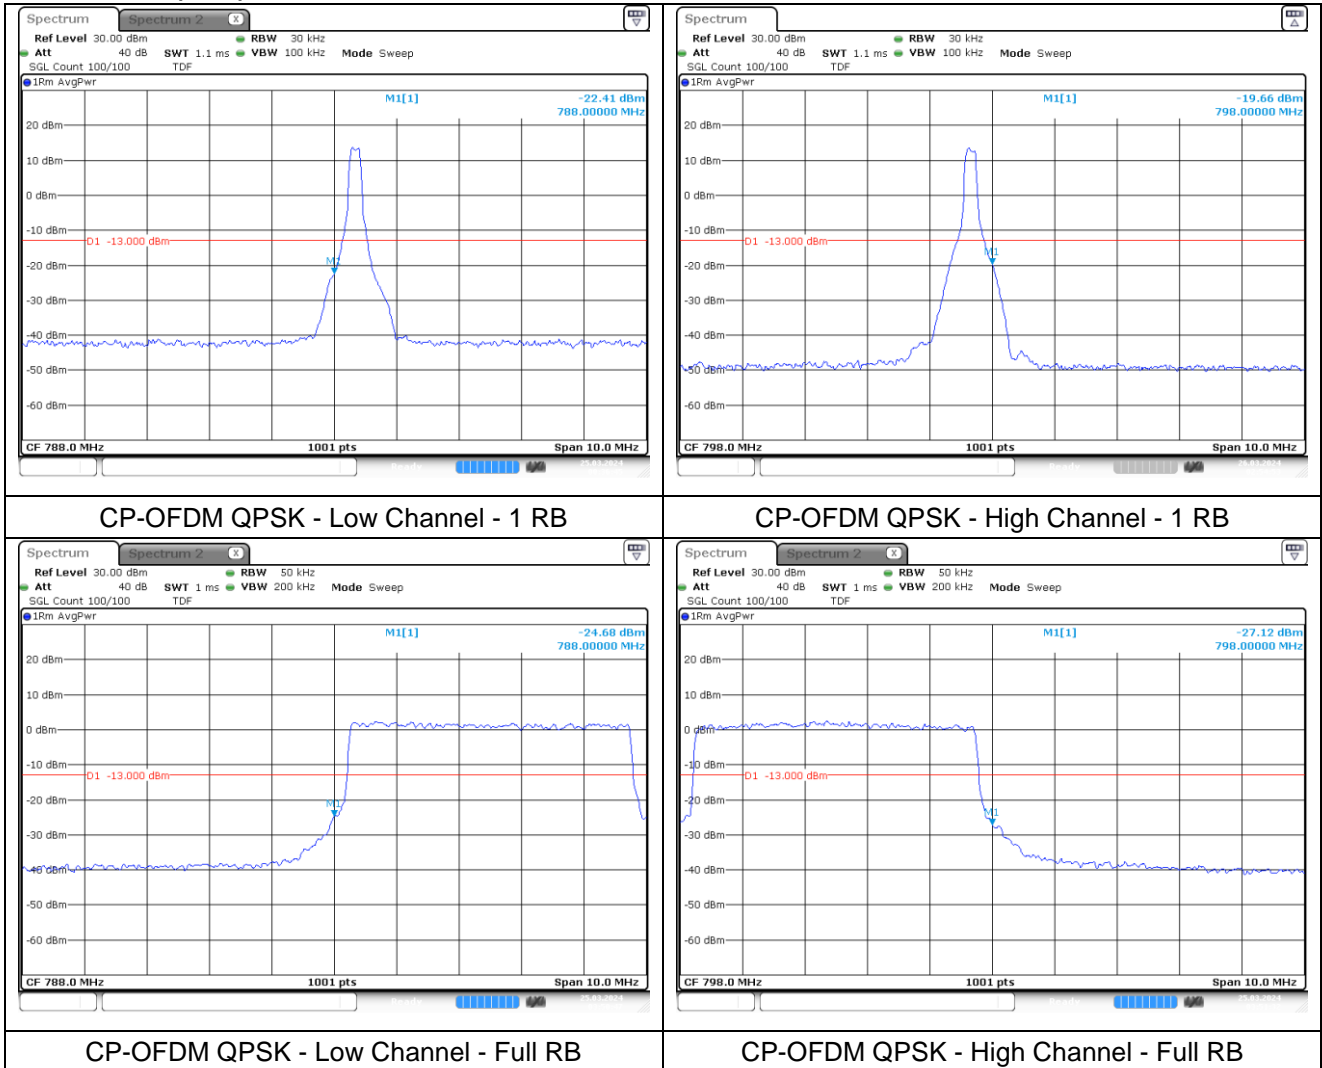 Spectrum Spectrum 2 X
Ref Level 30.00 dBm RBW 30 kHz
Att 40 dB SWT 1.1 ms VBW 100 kHz Mode Sweep
SGL Count 100/100 TDF
1Rm AvgPwr
M1[1] -22.41 dBm
788.00000 MHz
20 dBm
10 dBm
0 dBm
-10 dBm
D1 -13.000 dBm
-20 dBm
-30 dBm
-40 dBm
-50 dBm
-60 dBm
CF 788.0 MHz 1001 pts Span 10.0 MHz
Ready 25.03.2024
CP-OFDM QPSK - Low Channel - 1 RB
Spectrum
Ref Level 30.00 dBm RBW 30 kHz
Att 40 dB SWT 1.1 ms VBW 100 kHz Mode Sweep
SGL Count 100/100 TDF
1Rm AvgPwr
M1[1] -19.66 dBm
798.00000 MHz
20 dBm
10 dBm
0 dBm
-10 dBm
D1 -13.000 dBm
M1
-20 dBm
-30 dBm
-40 dBm
-50 dBm
-60 dBm
CF 798.0 MHz 1001 pts Span 10.0 MHz
CP-OFDM QPSK - High Channel - 1 RB
Spectrum Spectrum 2 X
Ref Level 30.00 dBm RBW 50 kHz
Att 40 dB SWT 1 ms VBW 200 kHz Mode Sweep
SGL Count 100/100 TDF
1Rm AvgPwr
M1[1] -24.68 dBm
788.00000 MHz
20 dBm
10 dBm
0 dBm
-10 dBm
D1 -13.000 dBm
-20 dBm
M1
-30 dBm
-40 dBm
-50 dBm
-60 dBm
CF 788.0 MHz 1001 pts Span 10.0 MHz
Ready 25.03.2024
CP-OFDM QPSK - Low Channel - Full RB
Spectrum Spectrum 2 X
Ref Level 30.00 dBm RBW 50 kHz
Att 40 dB SWT 1 ms VBW 200 kHz Mode Sweep
SGL Count 100/100 TDF
1Rm AvgPwr
M1[1] -27.12 dBm
798.00000 MHz
20 dBm
10 dBm
0 dBm
-10 dBm
D1 -13.000 dBm
-20 dBm
M1
-30 dBm
-40 dBm
-50 dBm
-60 dBm
CF 798.0 MHz 1001 pts Span 10.0 MHz
Ready 25.03.2024
CP-OFDM QPSK - High Channel - Full RB